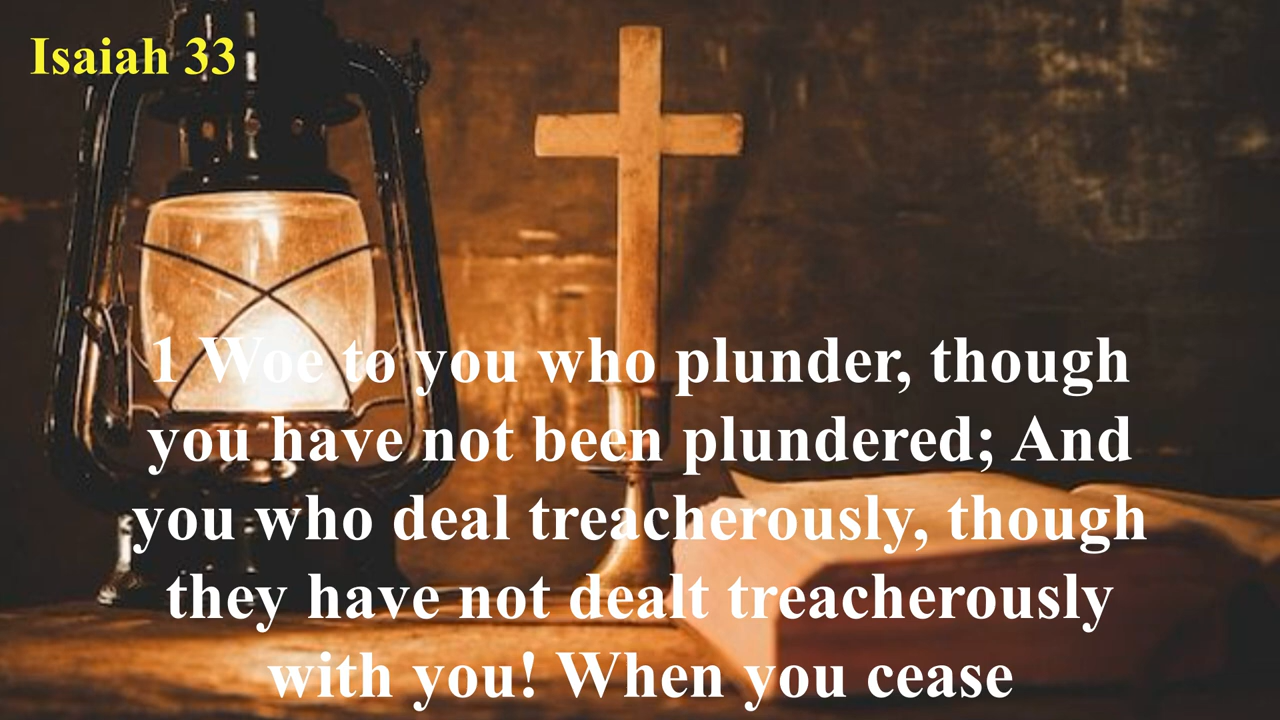 Isaiah 33
1 Woe to you who plunder, though
you have not been plundered; And
you who deal treacherously, though
they have not dealt treacherously
with you! When you cease